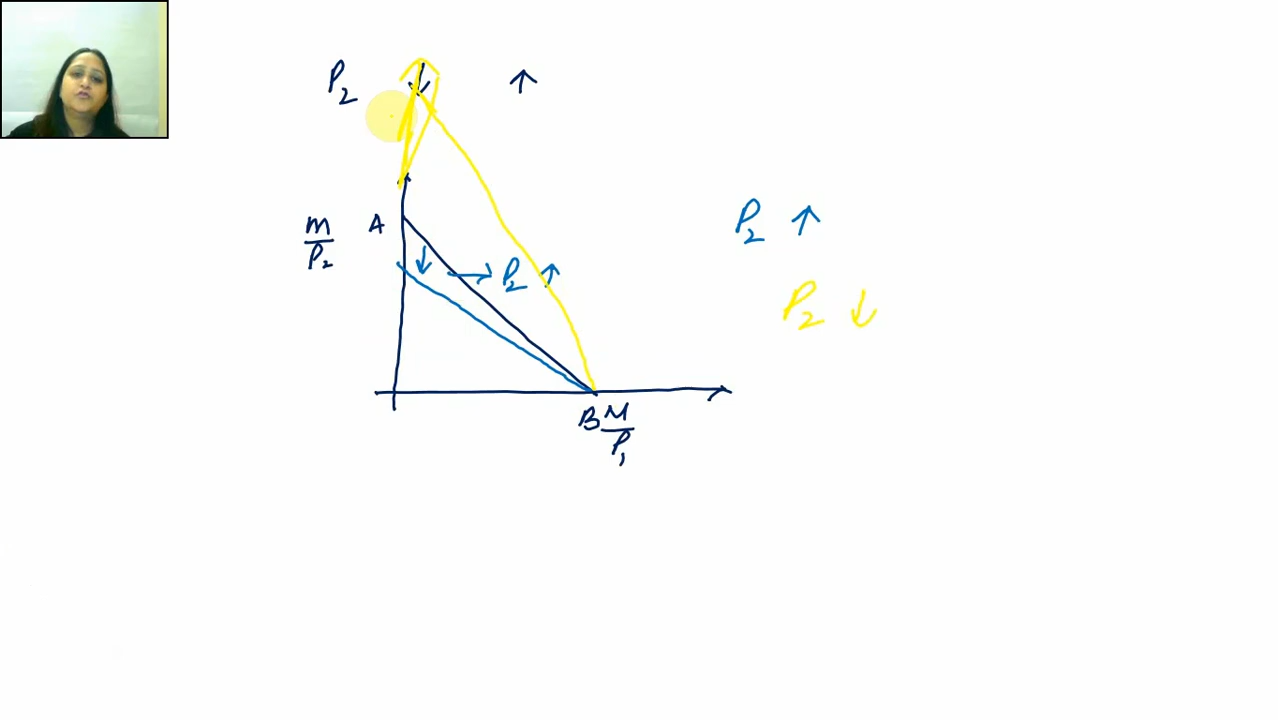 P₂ ↓ ↑
M/P₂ A
↓ → P₂ ↑
P₂ ↑
P₂ ↓
B M/P₁